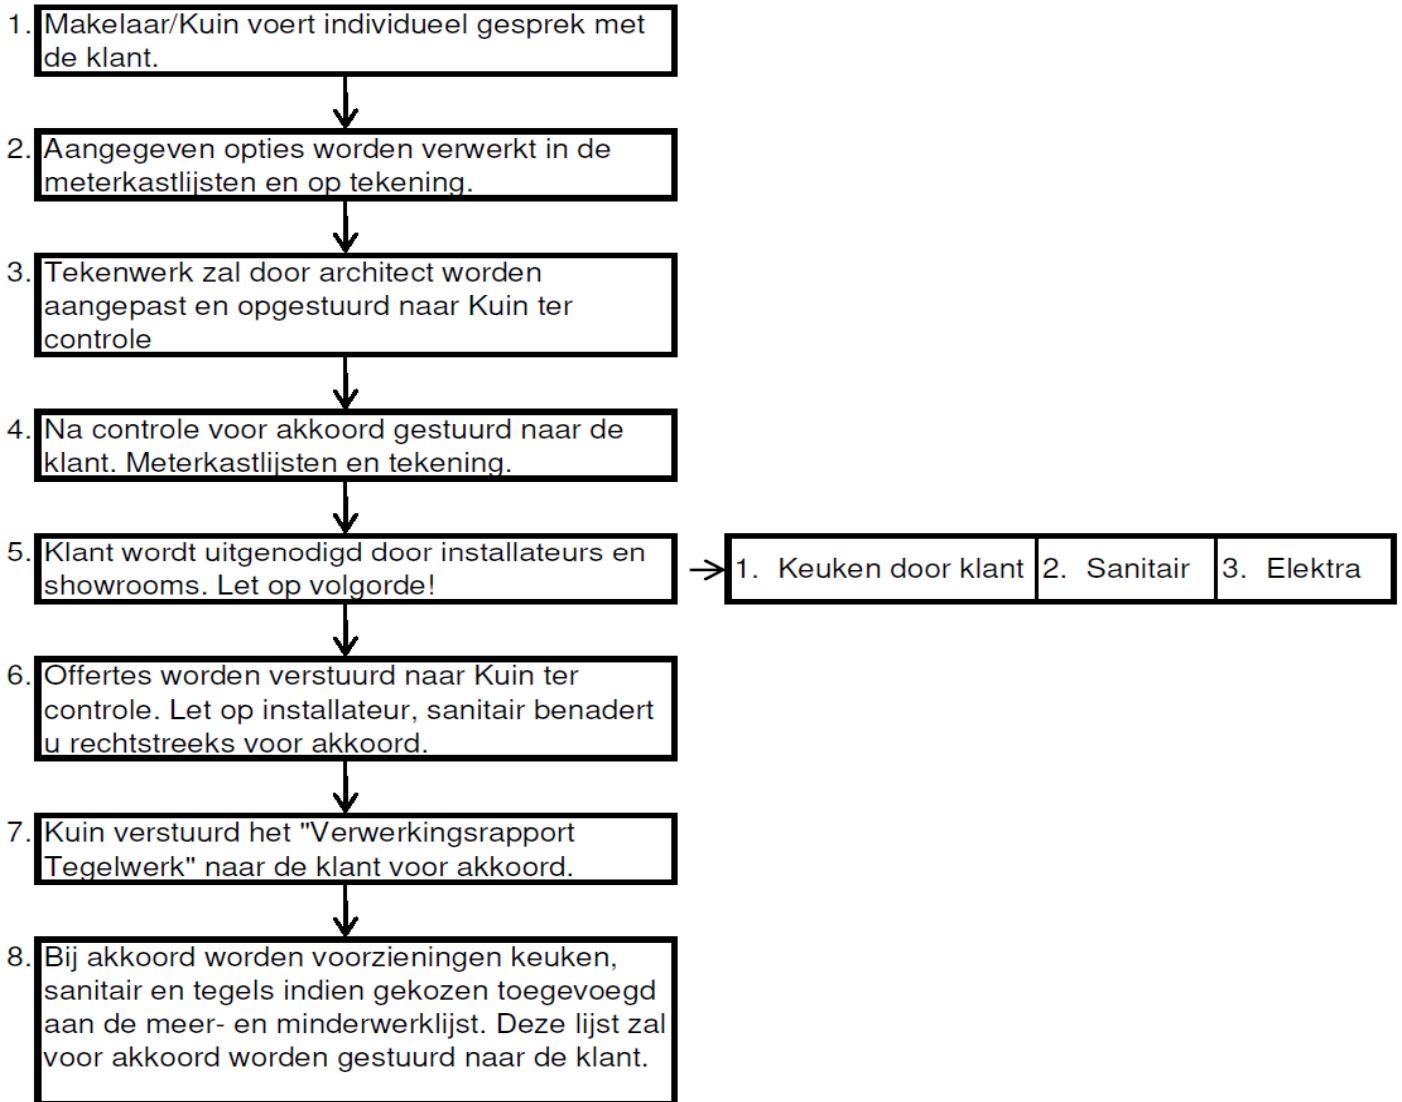 1. Makelaar/Kuin voert individueel gesprek met
de klant.
2. Aangegeven opties worden verwerkt in de
meterkastlijsten en op tekening.
3. Tekenwerk zal door architect worden
aangepast en opgestuurd naar Kuin ter
controle
4. Na controle voor akkoord gestuurd naar de
klant. Meterkastlijsten en tekening.
5. Klant wordt uitgenodigd door installateurs en
showrooms. Let op volgorde!
1. Keuken door klant 2. Sanitair 3. Elektra
6. Offertes worden verstuurd naar Kuin ter
controle. Let op installateur, sanitair benadert
u rechtstreeks voor akkoord.
7. Kuin verstuurd het "Verwerkingsrapport
Tegelwerk" naar de klant voor akkoord.
8. Bij akkoord worden voorzieningen keuken,
sanitair en tegels indien gekozen toegevoegd
aan de meer- en minderwerklijst. Deze lijst zal
voor akkoord worden gestuurd naar de klant.